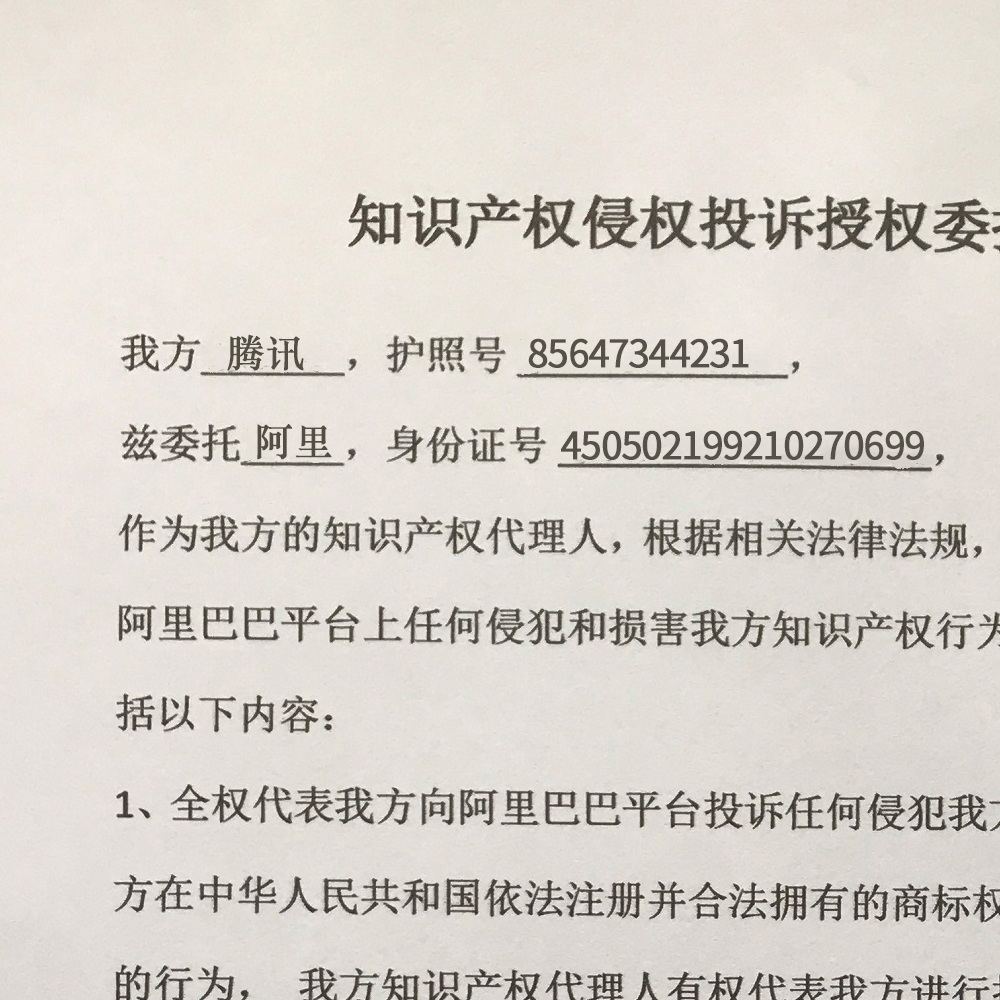 知识产权侵权投诉授权委
我方 腾讯 ，护照号 85647344231 ，
兹委托 阿里 ，身份证号 450502199210270699 ，
作为我方的知识产权代理人，根据相关法律法规，
阿里巴巴平台上任何侵犯和损害我方知识产权行为
括以下内容：
1、全权代表我方向阿里巴巴平台投诉任何侵犯我方
方在中华人民共和国依法注册并合法拥有的商标权
的行为， 我方知识产权代理人有权代表我方进行